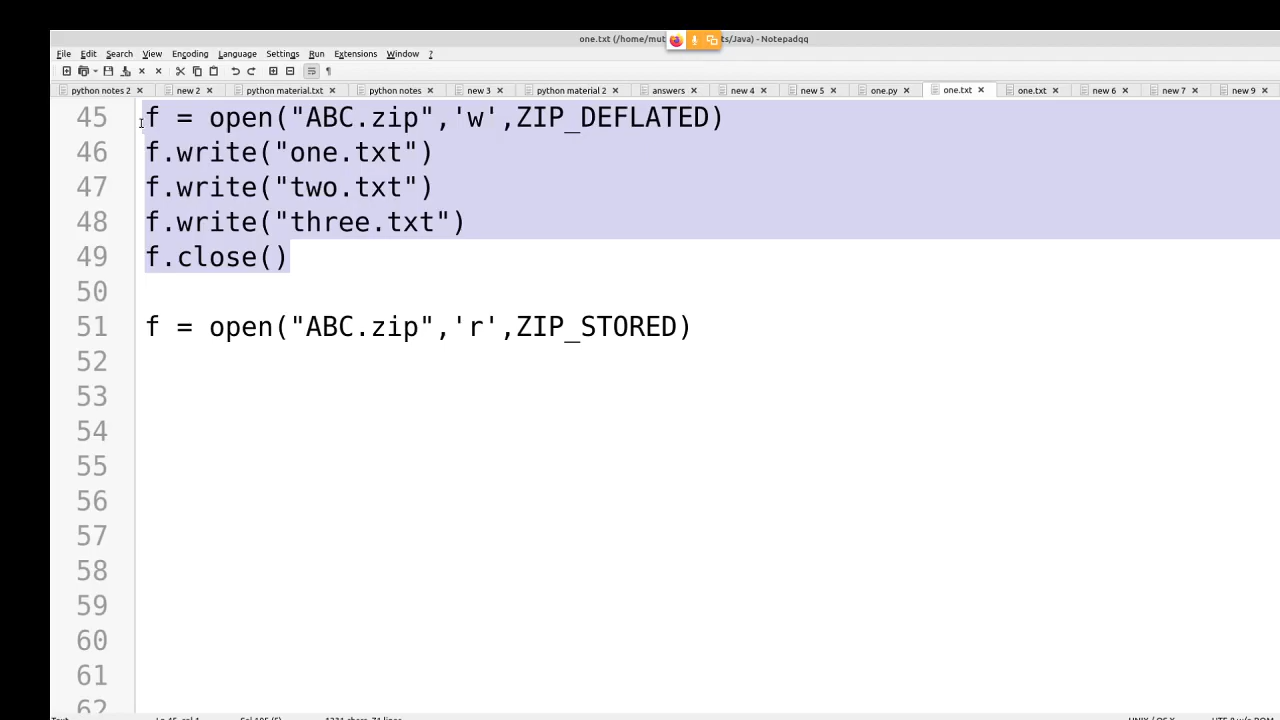 one.txt (/home/mut ts/Java) - Notepadqq
File Edit Search View Encoding Language Settings Run Extensions Window ?
python notes 2 new 2 python material.txt python notes new 3 python material 2 answers new 4 new 5 one.py one.txt one.txt new 6 new 7 new 9
45 f = open("ABC.zip",'w',ZIP_DEFLATED)
46 f.write("one.txt")
47 f.write("two.txt")
48 f.write("three.txt")
49 f.close()
50
51 f = open("ABC.zip",'r',ZIP_STORED)
52
53
54
55
56
57
58
59
60
61
62